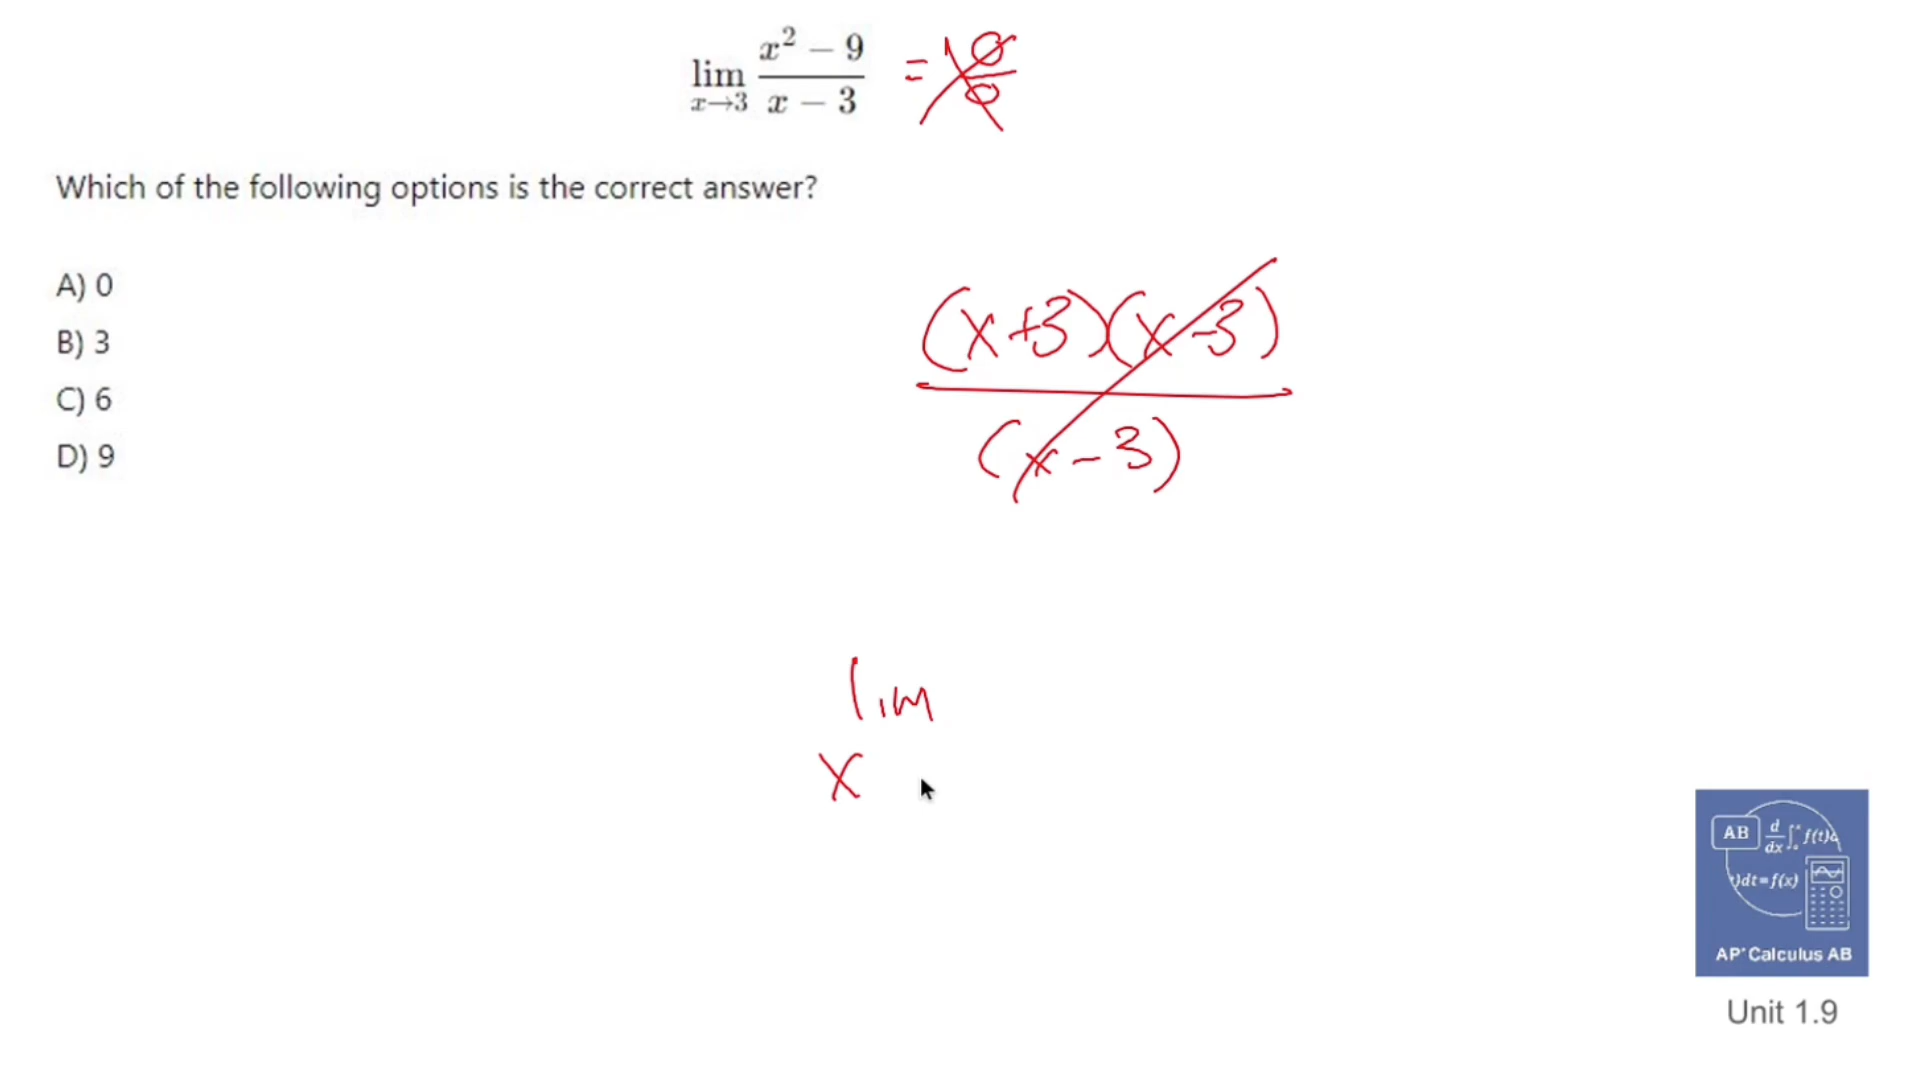 lim x→3 x² − 9 / x − 3 = 0/0
Which of the following options is the correct answer?
A) 0
B) 3
C) 6
D) 9
(x+3)(x-3)
(x-3)
lim
x
AB d/dx f(t)
)dt=f(x)
AP* Calculus AB
Unit 1.9